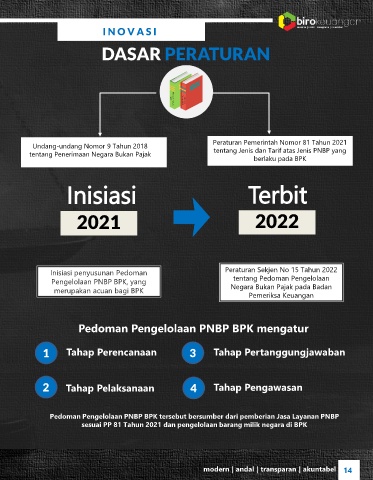 INOVASI
birokeuangan
DASAR PERATURAN
Undang-undang Nomor 9 Tahun 2018
tentang Penerimaan Negara Bukan Pajak
Peraturan Pemerintah Nomor 81 Tahun 2021
tentang Jenis dan Tarif atas Jenis PNBP yang
berlaku pada BPK
Inisiasi
2021
Terbit
2022
Inisiasi penyusunan Pedoman
Pengelolaan PNBP BPK, yang
merupakan acuan bagi BPK
Peraturan Sekjen No 15 Tahun 2022
tentang Pedoman Pengelolaan
Negara Bukan Pajak pada Badan
Pemeriksa Keuangan
Pedoman Pengelolaan PNBP BPK mengatur
1 Tahap Perencanaan
3 Tahap Pertanggungjawaban
2 Tahap Pelaksanaan
4 Tahap Pengawasan
Pedoman Pengelolaan PNBP BPK tersebut bersumber dari pemberian Jasa Layanan PNBP
sesuai PP 81 Tahun 2021 dan pengelolaan barang milik negara di BPK
modern | andal | transparan | akuntabel 14